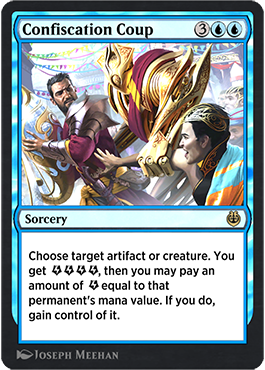 Confiscation Coup 3
Sorcery
Choose target artifact or creature. You
get , then you may pay an
amount of equal to that
permanent's mana value. If you do,
gain control of it.
JOSEPH MEEHAN